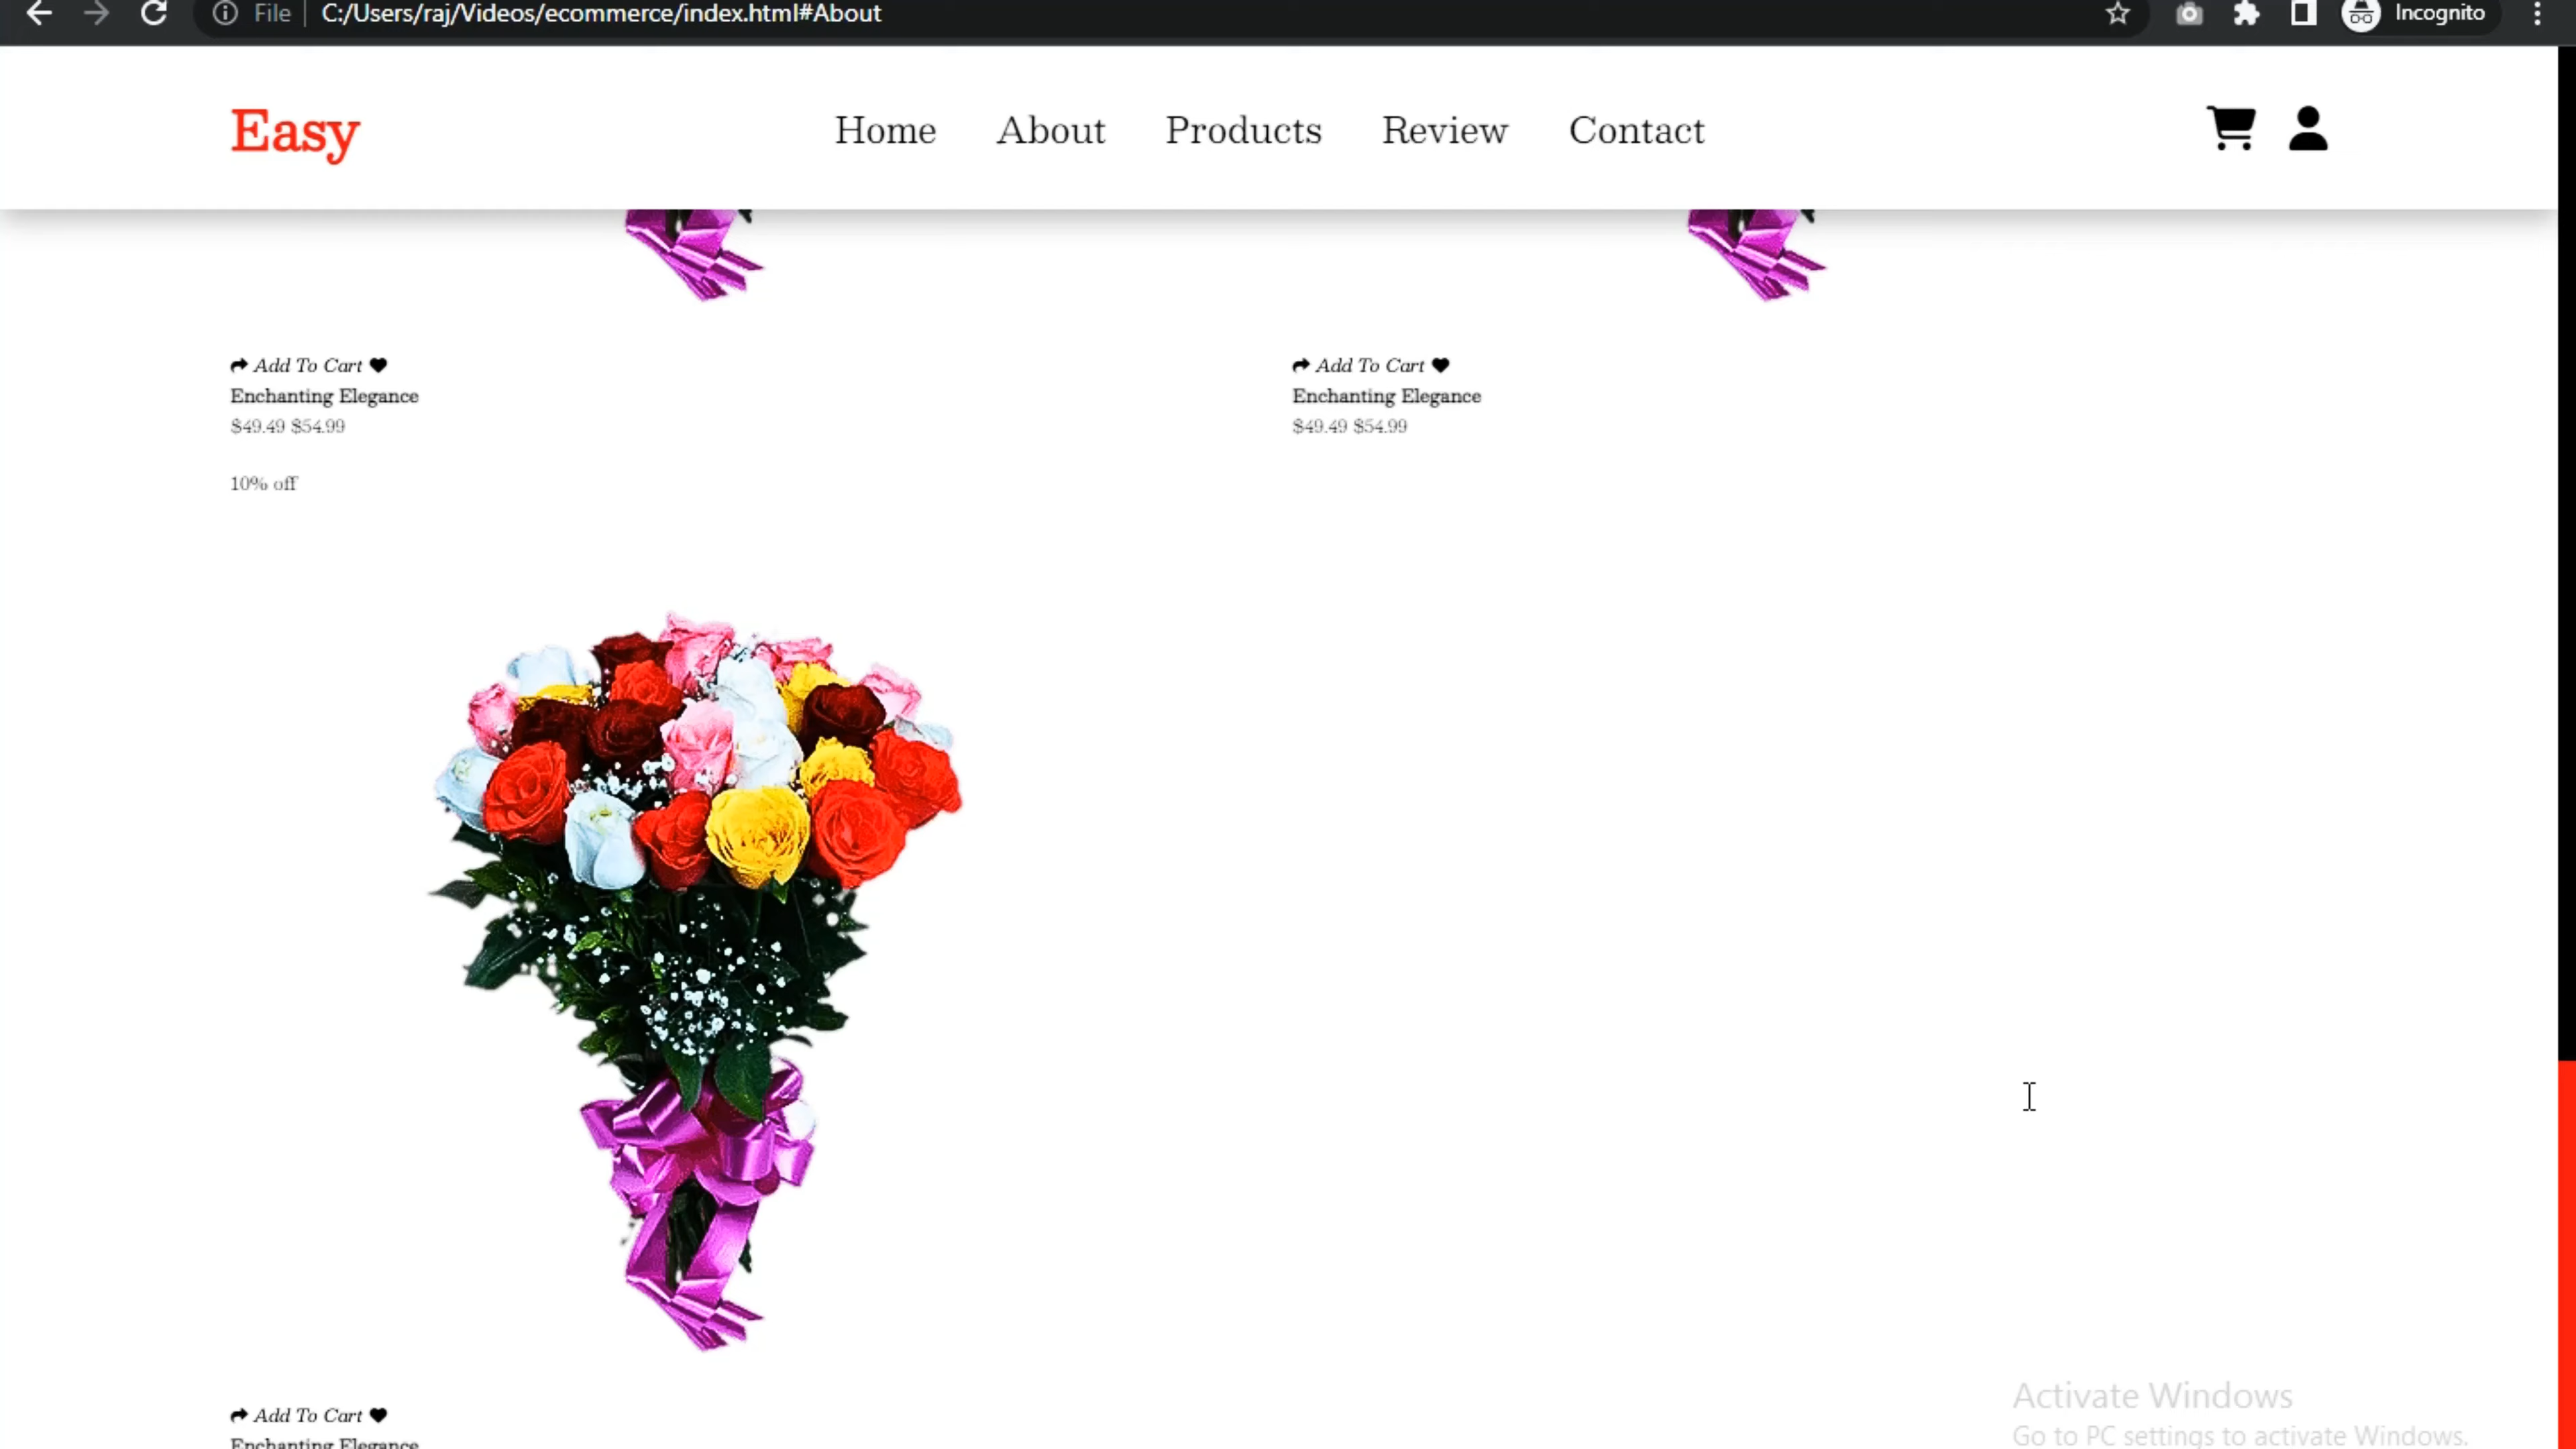 File C:/Users/raj/Videos/ecommerce/index.html#About Incognito
Easy Home About Products Review Contact
Add To Cart Add To Cart
Enchanting Elegance Enchanting Elegance
$49.49 $54.99 $49.49 $54.99
10% off
Add To Cart
Enchanting Elegance
Activate Windows
Go to PC settings to activate Windows.